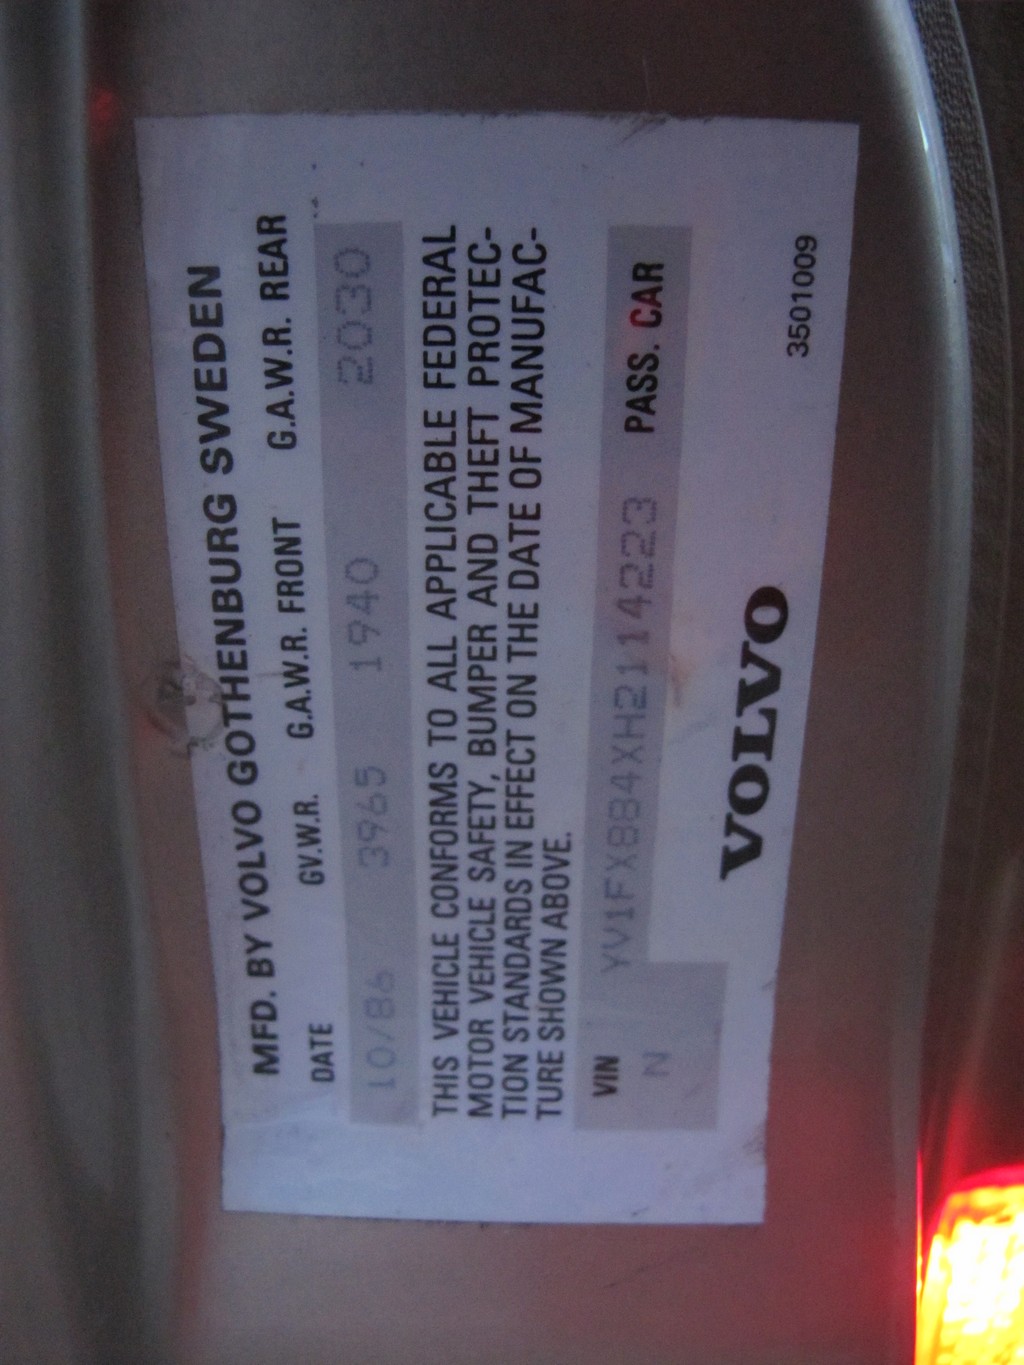 MFD. BY VOLVO GOTHENBURG SWEDEN
DATE GV.W.R. G.A.W.R. FRONT G.A.W.R. REAR
10/86 3965 1940 2030
THIS VEHICLE CONFORMS TO ALL APPLICABLE FEDERAL
MOTOR VEHICLE SAFETY, BUMPER AND THEFT PROTEC-
TION STANDARDS IN EFFECT ON THE DATE OF MANUFAC-
TURE SHOWN ABOVE.
VIN YV1FX884XH2114223 PASS. CAR
N
VOLVO 3501009